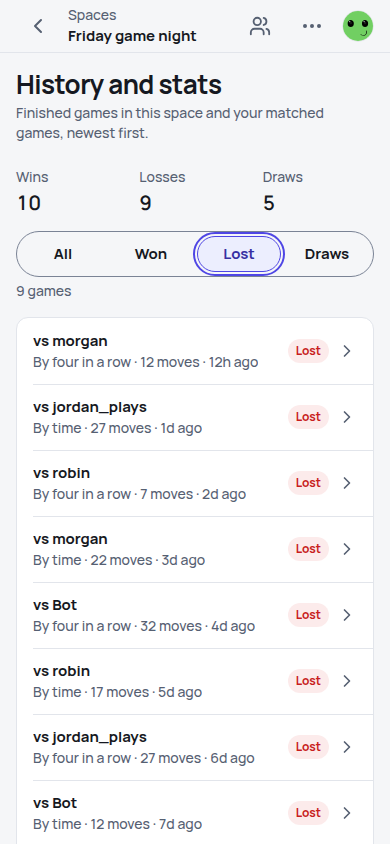 Spaces
Friday game night
History and stats
Finished games in this space and your matched
games, newest first.
Wins
Losses
Draws
10
9
5
All
Won
Lost
Draws
9 games
vs morgan
By four in a row · 12 moves · 12h ago
Lost
vs jordan_plays
By time · 27 moves · 1d ago
Lost
vs robin
By four in a row · 7 moves · 2d ago
Lost
vs morgan
By time · 22 moves · 3d ago
Lost
vs Bot
By four in a row · 32 moves · 4d ago
Lost
vs robin
By time · 17 moves · 5d ago
Lost
vs jordan_plays
By four in a row · 27 moves · 6d ago
Lost
vs Bot
By time · 12 moves · 7d ago
Lost